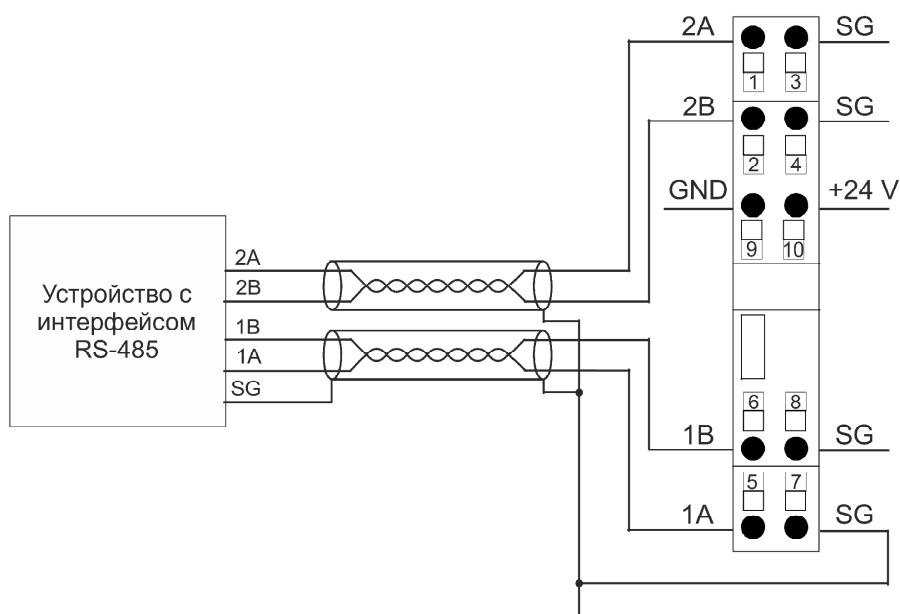 2A SG
1 3
2B SG
2 4
GND +24 V
9 10
Устройство с
интерфейсом
RS-485
2A
2B
1B
1A
SG
6 8
1B SG
5 7
1A SG